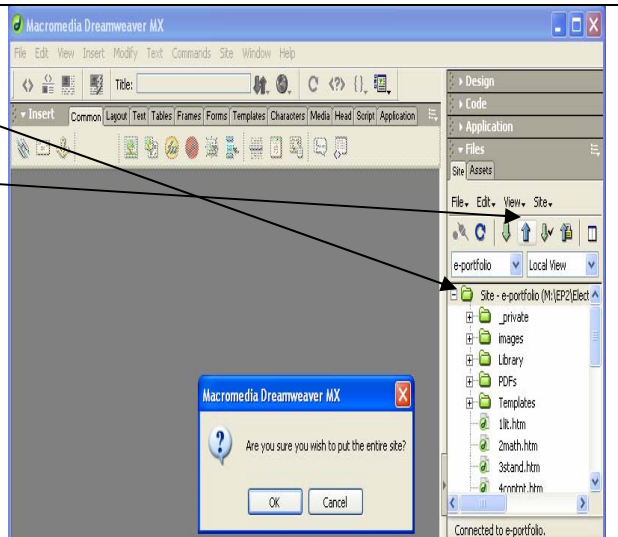 Macromedia Dreamweaver MX
File Edit View Insert Modify Text Commands Site Window Help
Title:
Insert Common Layout Text Tables Frames Forms Templates Characters Media Head Script Application
Design
Code
Application
Files
Site Assets
File Edit View Site
e-portfolio Local View
Site - e-portfolio (M:\EP2\Elect
_private
images
Library
PDFs
Templates
1lit.htm
2math.htm
3stand.htm
4contnt.htm
Macromedia Dreamweaver MX
Are you sure you wish to put the entire site?
OK Cancel
Connected to e-portfolio.